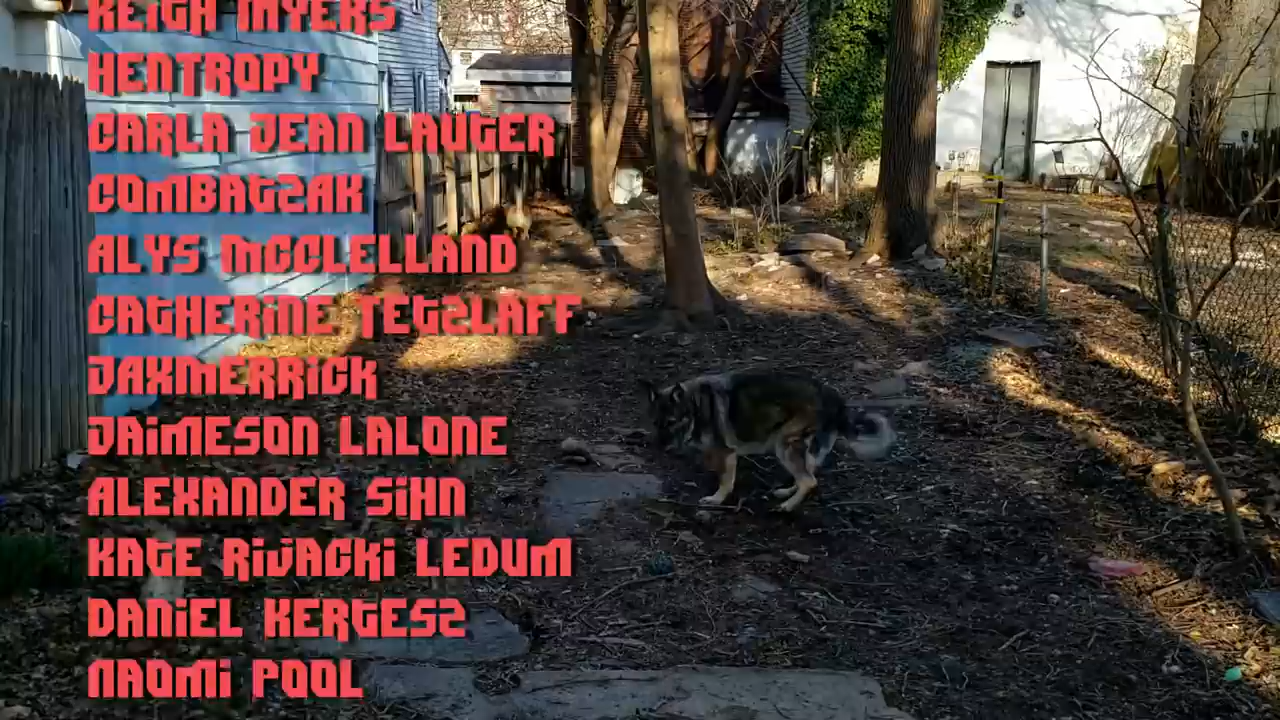 KEITH MYERS
HENTROPY
CARLA JEAN LAUTER
COMBATZAK
ALYS MCCLELLAND
CATHERINE TETZLAFF
JAXMERRICK
JAIMESON LALONE
ALEXANDER SIHN
KATE RIVACKI LEDUM
DANIEL KERTESZ
NAOMI POOL